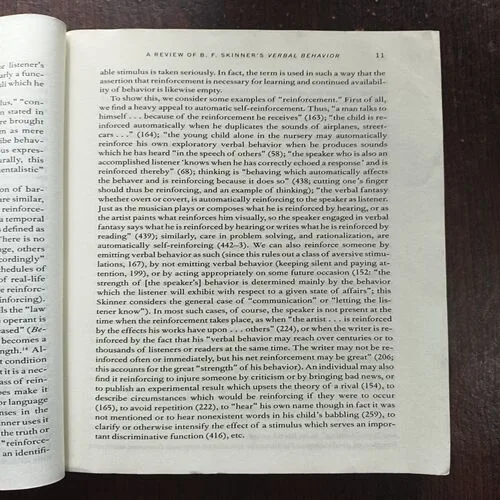 A REVIEW OF B. F. SKINNER'S VERBAL BEHAVIOR 11
able stimulus is taken seriously. In fact, the term is used in such a way that the
assertion that reinforcement is necessary for learning and continued availabil-
ity of behavior is likewise empty.
To show this, we consider some examples of "reinforcement." First of all,
we find a heavy appeal to automatic self-reinforcement. Thus, "a man talks to
himself . . . because of the reinforcement he receives" (163); "the child is re-
inforced automatically when he duplicates the sounds of airplanes, street-
cars . . ." (164); "the young child alone in the nursery may automatically
reinforce his own exploratory verbal behavior when he produces sounds
which he has heard in the speech of others" (58); "the speaker who is also an
accomplished listener 'knows when he has correctly echoed a response' and is
reinforced thereby" (68); thinking is "behaving which automatically affects
the behaver and is reinforcing because it does so" (438; cutting one's finger
should thus be reinforcing, and an example of thinking); "the verbal fantasy,
whether overt or covert, is automatically reinforcing to the speaker as listener.
Just as the musician plays or composes what he is reinforced by hearing, or as
the artist paints what reinforces him visually, so the speaker engaged in verbal
fantasy says what he is reinforced by hearing or writes what he is reinforced by
reading" (439); similarly, care in problem solving, and rationalization, are
automatically self-reinforcing (442–3). We can also reinforce someone by
emitting verbal behavior as such (since this rules out a class of aversive stimu-
lations, 167), by not emitting verbal behavior (keeping silent and paying at-
tention, 199), or by acting appropriately on some future occasion (152: "the
strength of [the speaker's] behavior is determined mainly by the behavior
which the listener will exhibit with respect to a given state of affairs"; this
Skinner considers the general case of "communication" or "letting the lis-
tener know"). In most such cases, of course, the speaker is not present at the
time when the reinforcement takes place, as when "the artist . . . is reinforced
by the effects his works have upon . . . others" (224), or when the writer is re-
inforced by the fact that his "verbal behavior may reach over centuries or to
thousands of listeners or readers at the same time. The writer may not be re-
inforced often or immediately, but his net reinforcement may be great" (206;
this accounts for the great "strength" of his behavior). An individual may also
find it reinforcing to injure someone by criticism or by bringing bad news, or
to publish an experimental result which upsets the theory of a rival (154), to
describe circumstances which would be reinforcing if they were to occur
(165), to avoid repetition (222), to "hear" his own name though in fact it was
not mentioned or to hear nonexistent words in his child's babbling (259), to
clarify or otherwise intensify the effect of a stimulus which serves an impor-
tant discriminative function (416), etc.